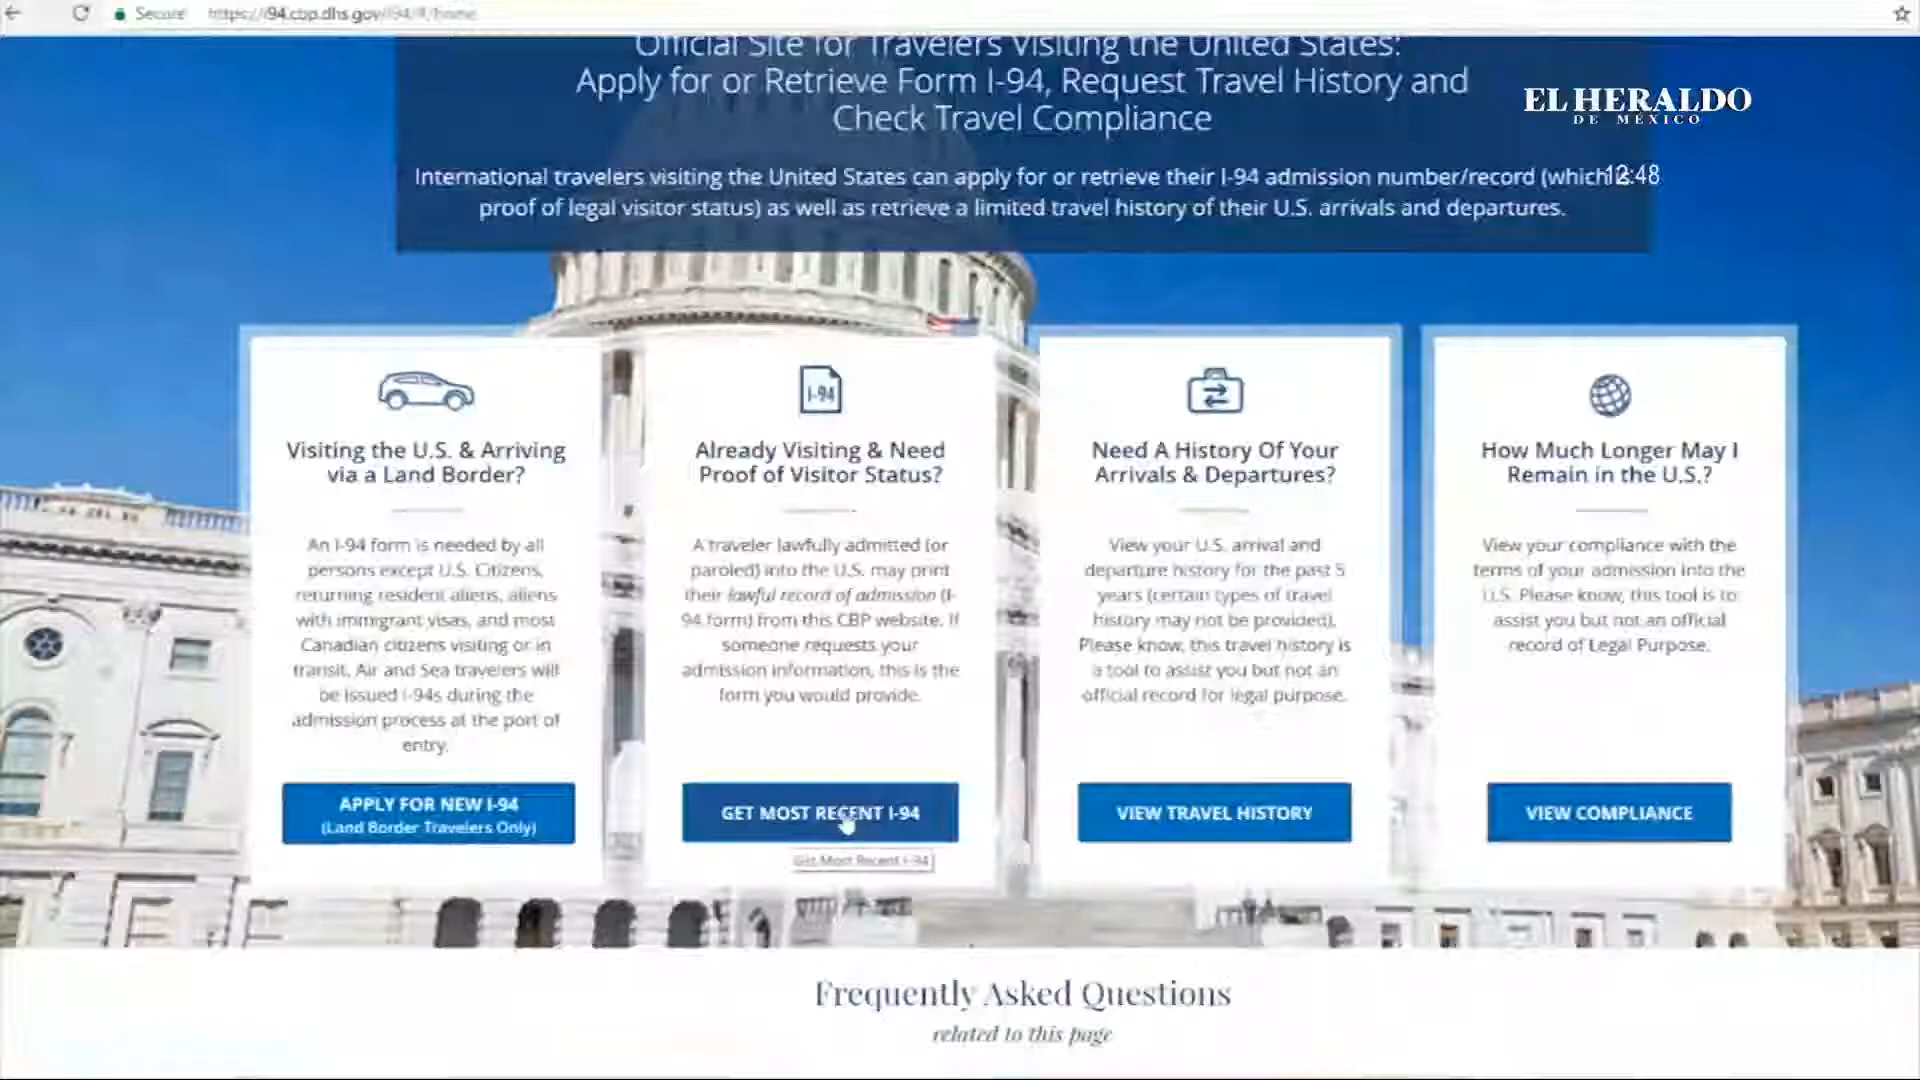 Secure https://i94.cbp.dhs.gov/I94/#/home
Official Site for Travelers Visiting the United States:
Apply for or Retrieve Form I-94, Request Travel History and
Check Travel Compliance
EL HERALDO
DE MÉXICO
International travelers visiting the United States can apply for or retrieve their I-94 admission number/record (which is
12:48
proof of legal visitor status) as well as retrieve a limited travel history of their U.S. arrivals and departures.
Visiting the U.S. & Arriving
via a Land Border?
An I-94 form is needed by all
persons except U.S. Citizens,
returning resident aliens, aliens
with immigrant visas, and most
Canadian citizens visiting or in
transit. Air and Sea travelers will
be issued I-94s during the
admission process at the port of
entry.
APPLY FOR NEW I-94
(Land Border Travelers Only)
I-94
Already Visiting & Need
Proof of Visitor Status?
A traveler lawfully admitted (or
paroled) into the U.S. may print
their lawful record of admission (I-
94 form) from this CBP website. If
someone requests your
admission information, this is the
form you would provide.
GET MOST RECENT I-94
Get Most Recent I-94
Need A History Of Your
Arrivals & Departures?
View your U.S. arrival and
departure history for the past 5
years (certain types of travel
history may not be provided).
Please know, this travel history is
a tool to assist you but not an
official record for legal purpose.
VIEW TRAVEL HISTORY
How Much Longer May I
Remain in the U.S.?
View your compliance with the
terms of your admission into the
U.S. Please know, this tool is to
assist you but not an official
record of Legal Purpose.
VIEW COMPLIANCE
Frequently Asked Questions
related to this page